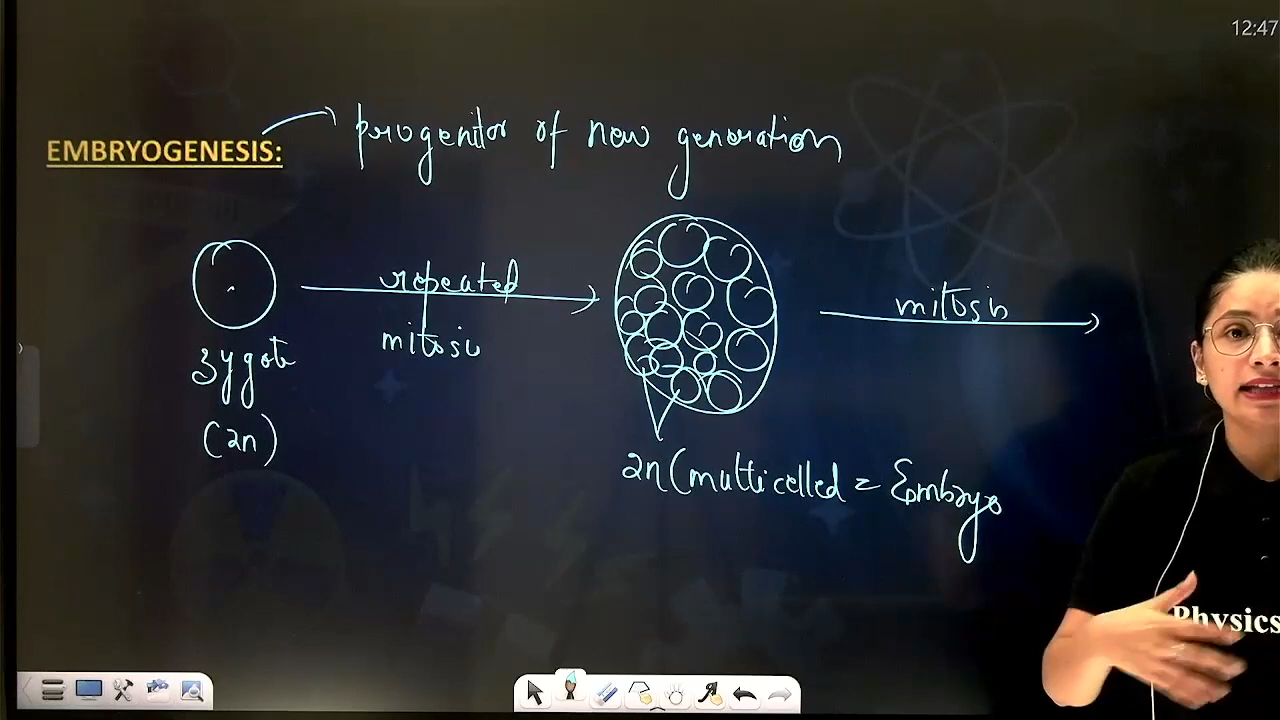 12:47
EMBRYOGENESIS: progenitor of new generation
repeated
mitosis
mitosis
zygote
(2n)
2n (multicelled = Embryo
Physics